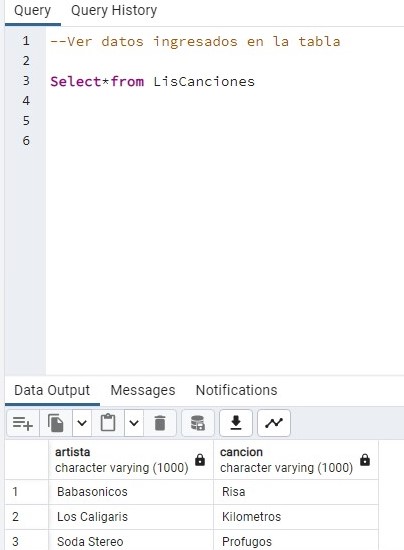 Query Query History
1 --Ver datos ingresados en la tabla
2
3 Select*from LisCanciones
4
5
6
Data Output Messages Notifications
artista cancion
character varying (1000) character varying (1000)
1 Babasonicos Risa
2 Los Caligaris Kilometros
3 Soda Stereo Profugos